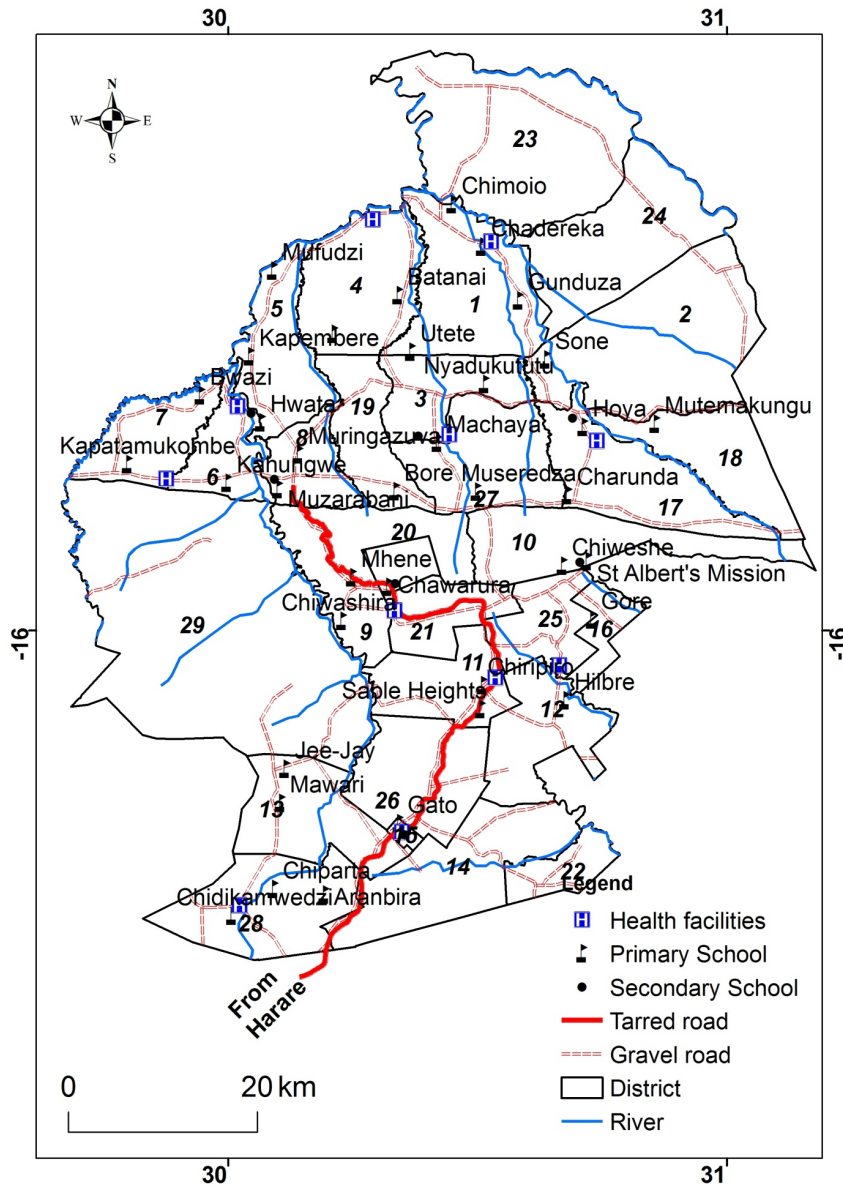 30
31
N
W
E
S
23
Chimoio
24
Chadereka
Mufudzi
Batanai
4
Gunduza
5
1
2
Kapembere
Utete
Sone
Nyadukututu
Bwazi
7
Hwata
19
3
Hoya
Mutemakungu
Machaya
8
Muringazuva
Kapatamukombe
18
Kanungwe
6
Bore
Museredza
Charunda
Muzarabani
27
17
20
10
Mhene
Chiweshe
St Albert's Mission
Chawarura
Chiwashira
Gore
29
9
21
25
16
-16
-16
11
Chiripiro
Sable Heights
Hilbre
12
Jee-Jay
Mawari
13
26
Gato
15
14
Chiparta
22
Chidikamwedzi
Aranbira
28
Legend
Health facilities
Primary School
Secondary School
Tarred road
Gravel road
District
River
From
Harare
0
20 km
30
31